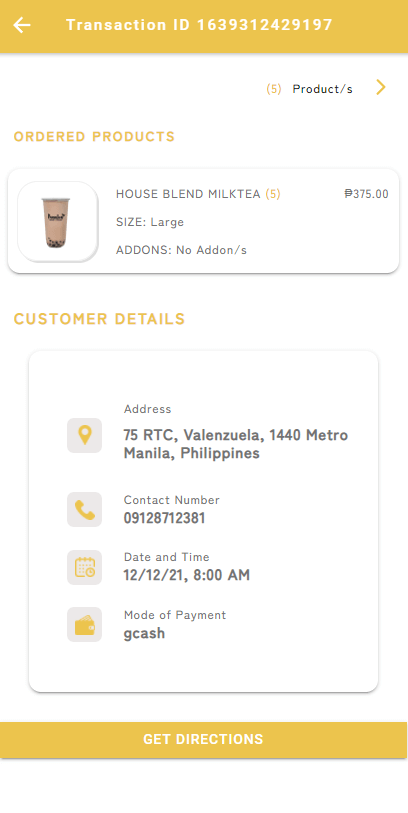 Transaction ID 1639312429197
(5) Product/s
ORDERED PRODUCTS
HOUSE BLEND MILKTEA (5) ₱375.00
SIZE: Large
ADDONS: No Addon/s
CUSTOMER DETAILS
Address
75 RTC, Valenzuela, 1440 Metro
Manila, Philippines
Contact Number
09128712381
Date and Time
12/12/21, 8:00 AM
Mode of Payment
gcash
GET DIRECTIONS